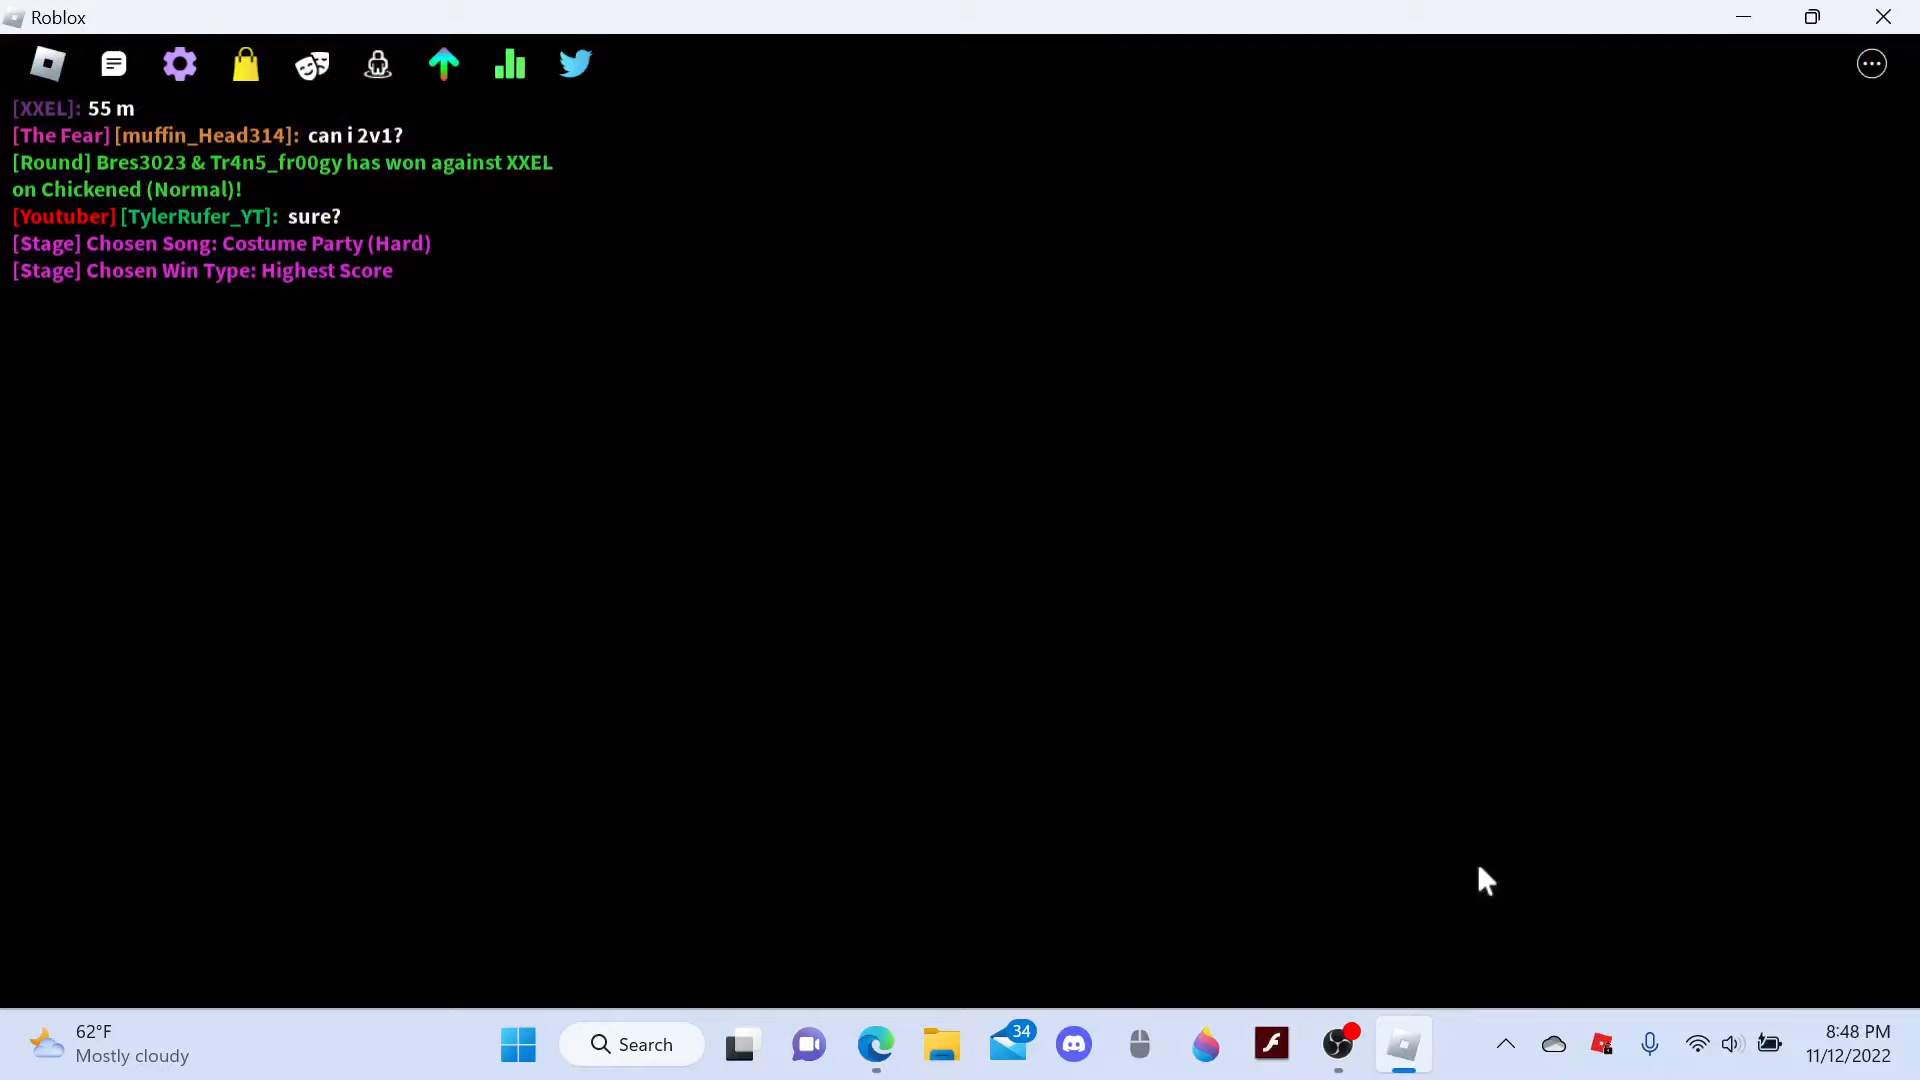 Roblox
[XXEL]: 55 m
[The Fear] [muffin_Head314]: can i 2v1?
[Round] Bres3023 & Tr4n5_fr00gy has won against XXEL
on Chickened (Normal)!
[Youtuber] [TylerRufer_YT]: sure?
[Stage] Chosen Song: Costume Party (Hard)
[Stage] Chosen Win Type: Highest Score
62°F
Mostly cloudy
Search
34
8:48 PM
11/12/2022